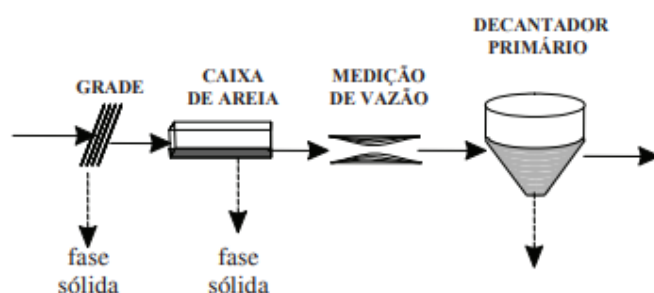 GRADE
CAIXA
DE AREIA
MEDIÇÃO
DE VAZÃO
DECANTADOR
PRIMÁRIO
fase
sólida
fase
sólida